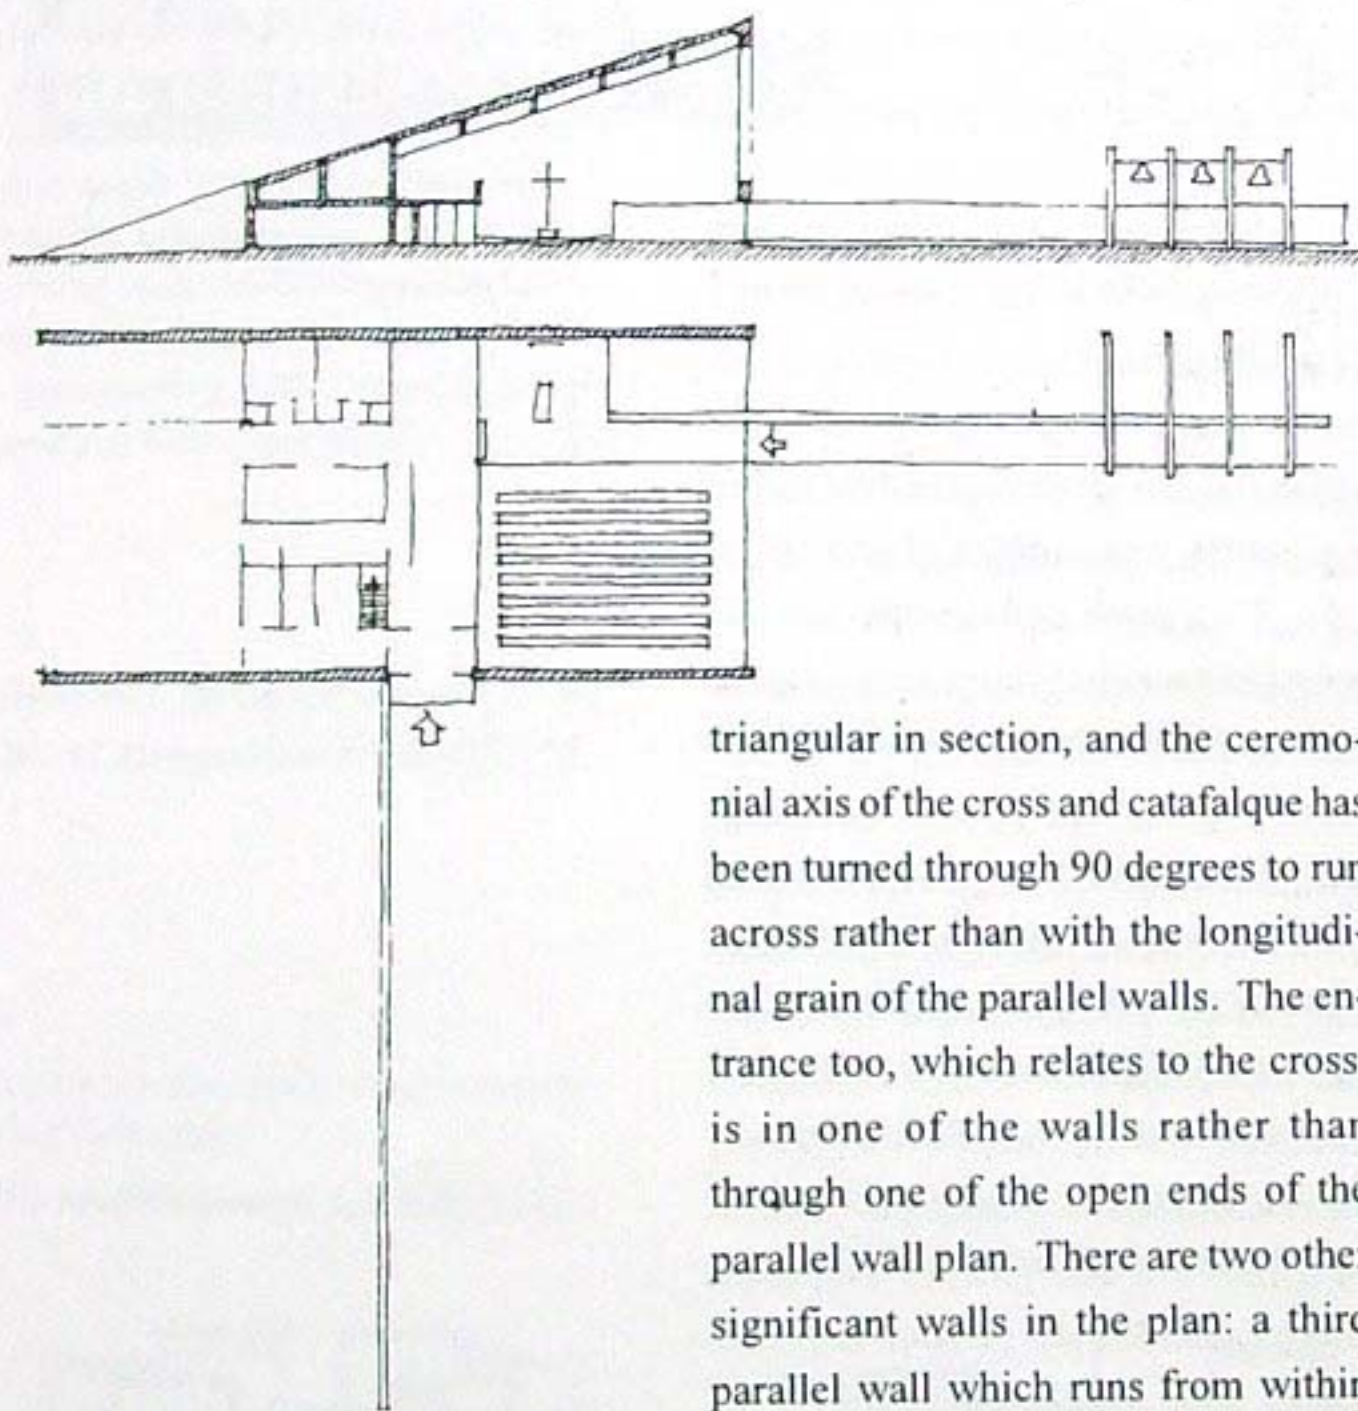 triangular in section, and the ceremo-
nial axis of the cross and catafalque has
been turned through 90 degrees to run
across rather than with the longitudi-
nal grain of the parallel walls. The en-
trance too, which relates to the cross
is in one of the walls rather than
through one of the open ends of the
parallel wall plan. There are two other
significant walls in the plan: a third
parallel wall which runs from within